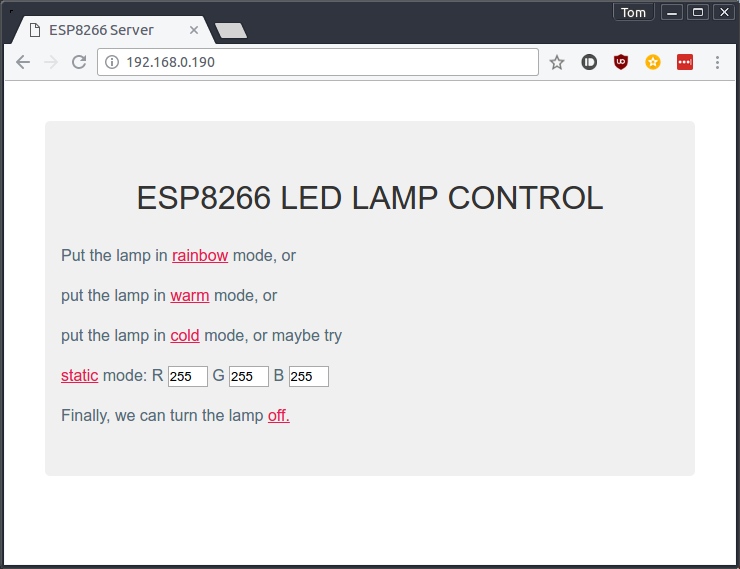 Tom
ESP8266 Server
192.168.0.190
ESP8266 LED LAMP CONTROL
Put the lamp in rainbow mode, or
put the lamp in warm mode, or
put the lamp in cold mode, or maybe try
static mode: R 255 G 255 B 255
Finally, we can turn the lamp off.